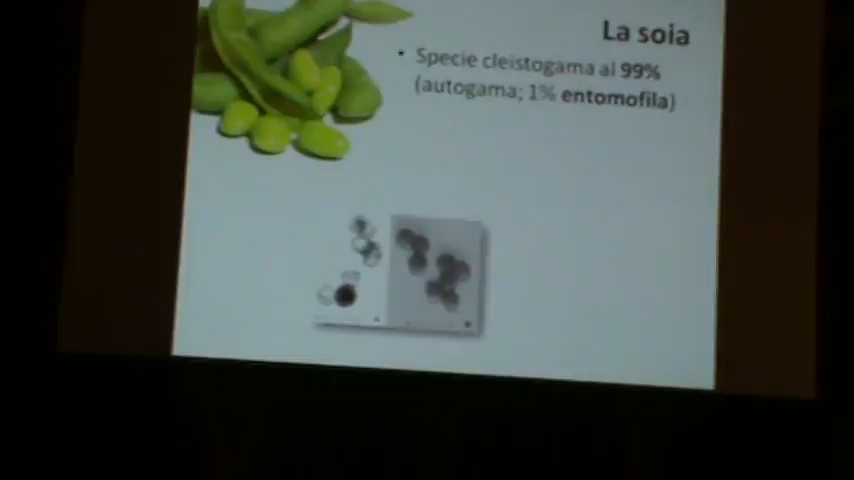 La soia
• Specie cleistogama al 99%
(autogama; 1% entomofila)